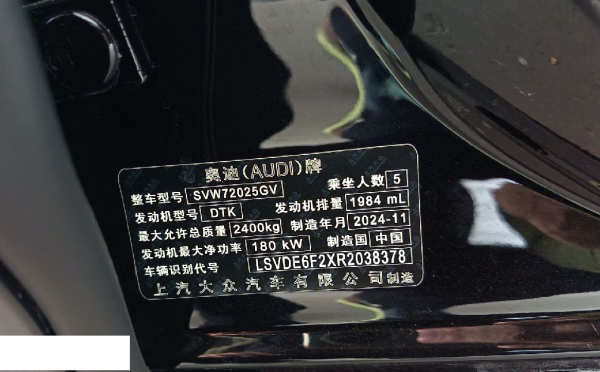 奥迪(AUDI)牌
整车型号 SVW72025GV 乘坐人数 5
发动机型号 DTK 发动机排量 1984 mL
最大允许总质量 2400kg 制造年月 2024-11
发动机最大净功率 180 kW 制造国 中国
车辆识别代号 LSVDE6F2XR2038378
上汽大众汽车有限公司制造